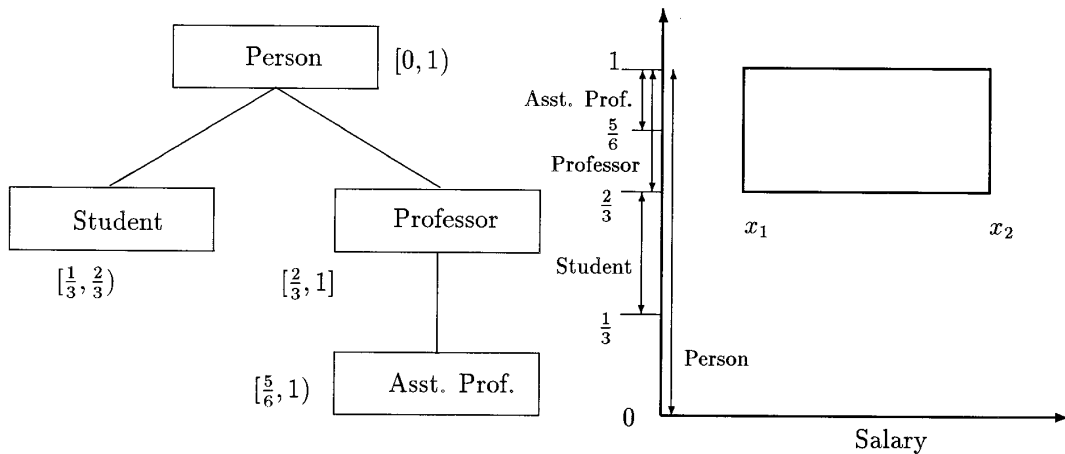 Person [0, 1)
Student
Professor
[1/3, 2/3)
[2/3, 1]
[5/6, 1)
Asst. Prof.
1
Asst. Prof.
5/6
Professor
2/3
x₁ x₂
Student
1/3
Person
0
Salary